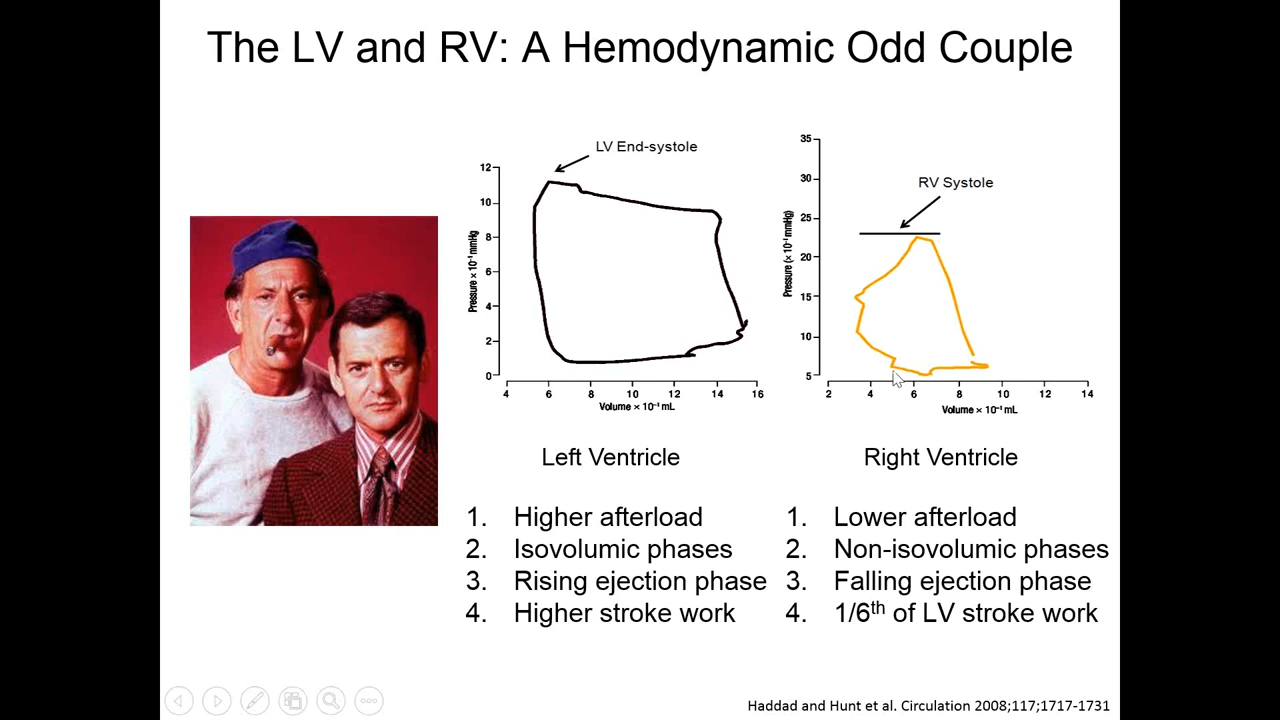 The LV and RV: A Hemodynamic Odd Couple
LV End-systole
12
10
8
6
4
2
0
Pressure × 10⁻¹ mmHg
4 6 8 10 12 14 16
Volume × 10⁻¹ mL
35
30
25
20
15
10
5
Pressure (× 10⁻¹ mmHg)
RV Systole
2 4 6 8 10 12 14
Volume × 10⁻¹ mL
Left Ventricle
1. Higher afterload
2. Isovolumic phases
3. Rising ejection phase
4. Higher stroke work
Right Ventricle
1. Lower afterload
2. Non-isovolumic phases
3. Falling ejection phase
4. 1/6th of LV stroke work
Haddad and Hunt et al. Circulation 2008;117;1717-1731